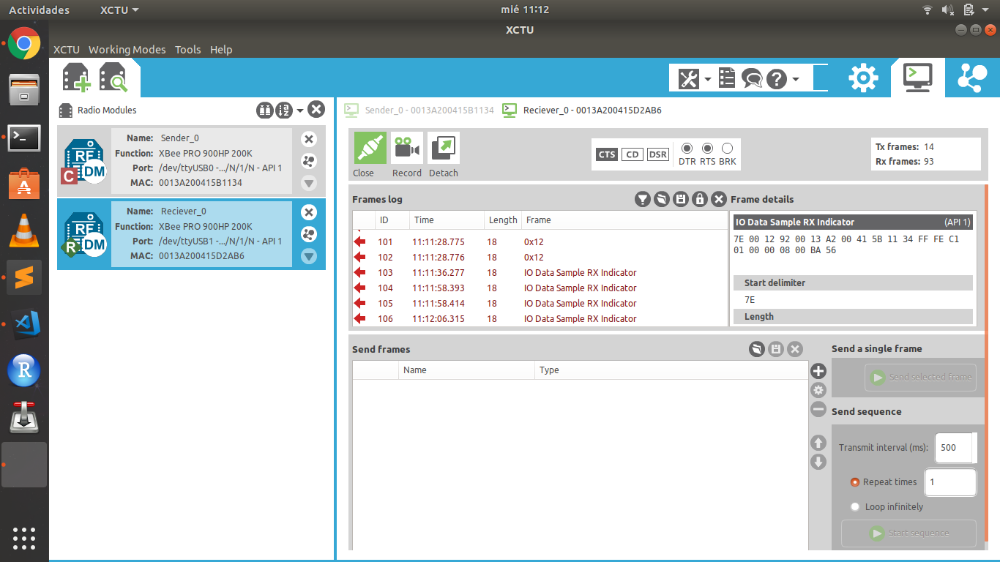 Actividades XCTU mié 11:12
XCTU
XCTU Working Modes Tools Help
Radio Modules
Name: Sender_0
Function: XBee PRO 900HP 200K
Port: /dev/ttyUSB0 -.../N/1/N - API 1
MAC: 0013A200415B1134
Name: Reciever_0
Function: XBee PRO 900HP 200K
Port: /dev/ttyUSB1 -.../N/1/N - API 1
MAC: 0013A200415D2AB6
RF DM C
RF DM R
Sender_0 - 0013A200415B1134 Reciever_0 - 0013A200415D2AB6
Close Record Detach
CTS CD DSR
DTR RTS BRK
Tx frames: 14
Rx frames: 93
Frames log
ID Time Length Frame
101 11:11:28.775 18 0x12
102 11:11:28.776 18 0x12
103 11:11:36.277 18 IO Data Sample RX Indicator
104 11:11:58.393 18 IO Data Sample RX Indicator
105 11:11:58.414 18 IO Data Sample RX Indicator
106 11:12:06.315 18 IO Data Sample RX Indicator
Frame details
IO Data Sample RX Indicator (API 1)
7E 00 12 92 00 13 A2 00 41 5B 11 34 FF FE C1
01 00 00 08 00 BA 56
Start delimiter
7E
Length
Send frames
Name Type
Send a single frame
Send selected frame
Send sequence
Transmit interval (ms): 500
Repeat times 1
Loop infinitely
Start sequence